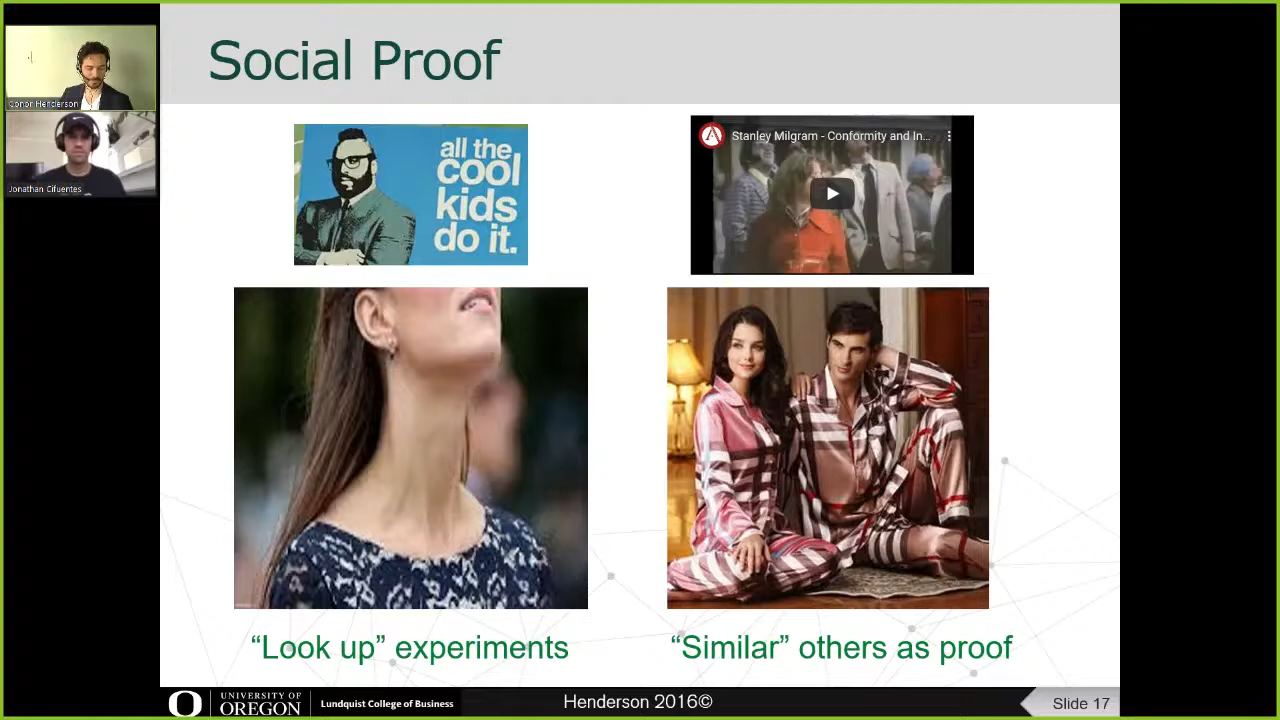 Social Proof
Conor Henderson
Jonathan Cifuentes
all the
cool
kids
do it.
Stanley Milgram - Conformity and In...
“Look up” experiments
“Similar” others as proof
UNIVERSITY OF
OREGON
Lundquist College of Business
Henderson 2016©
Slide 17